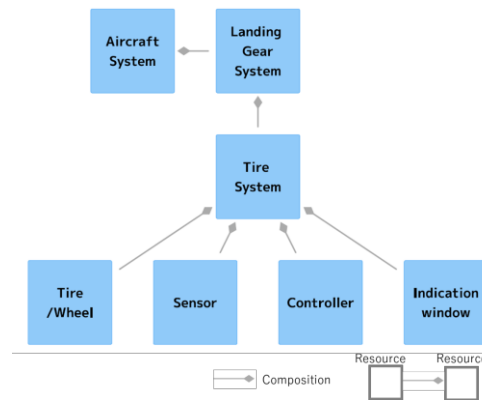 Aircraft
System
Landing
Gear
System
Tire
System
Tire
/Wheel
Sensor
Controller
Indication
window
Composition
Resource
Resource